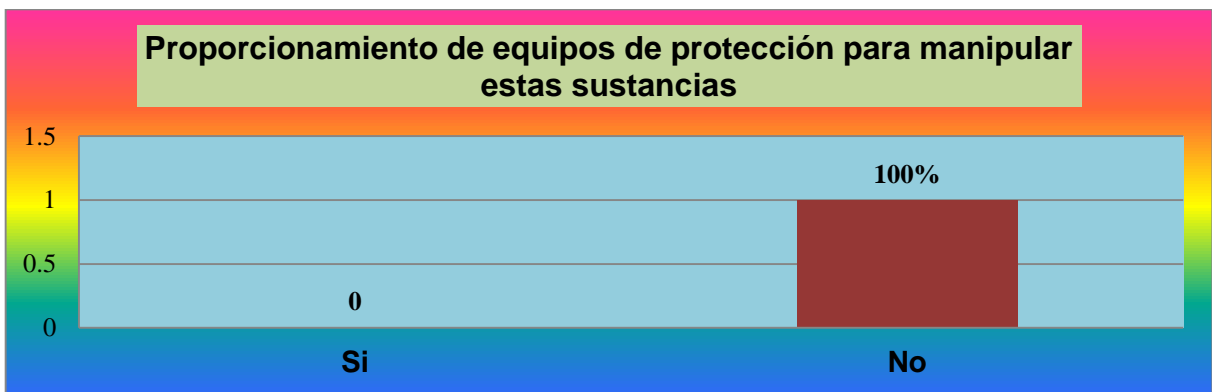 Proporcionamiento de equipos de protección para manipular
estas sustancias
1.5
100%
1
0.5
0
0
Si
No